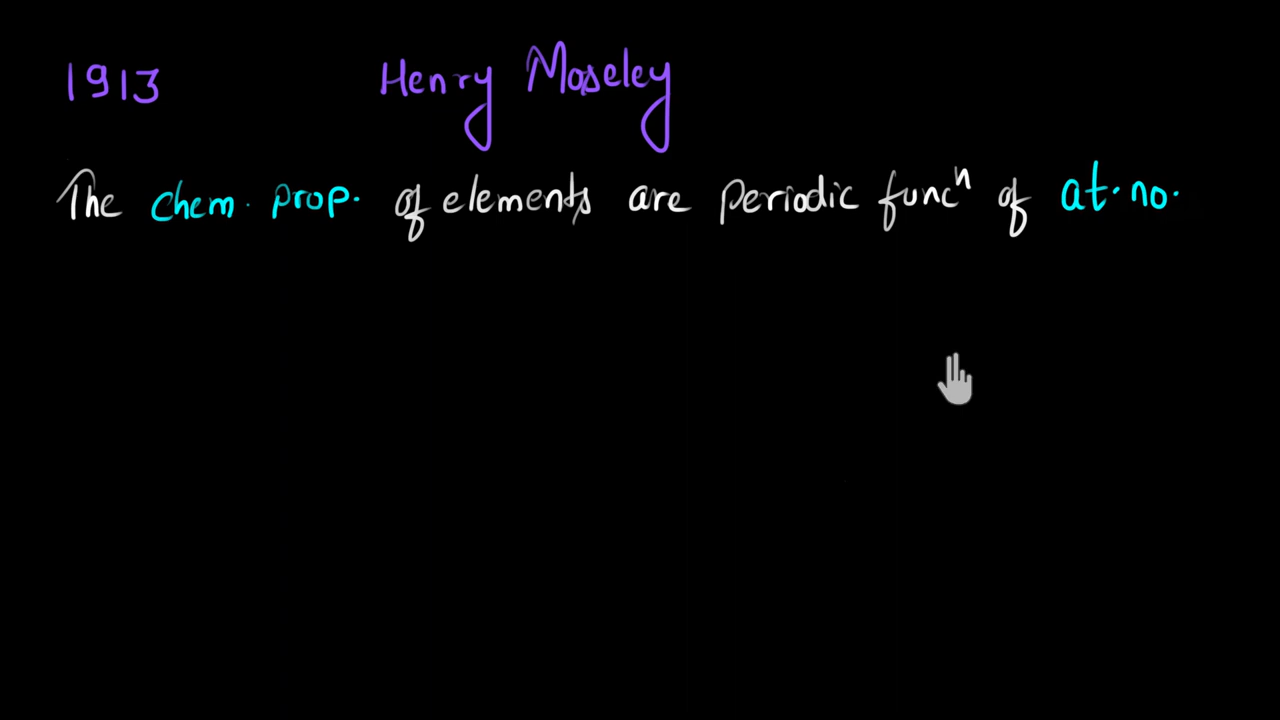 1913 Henry Moseley
The chem. prop. of elements are periodic funcⁿ of at. no.